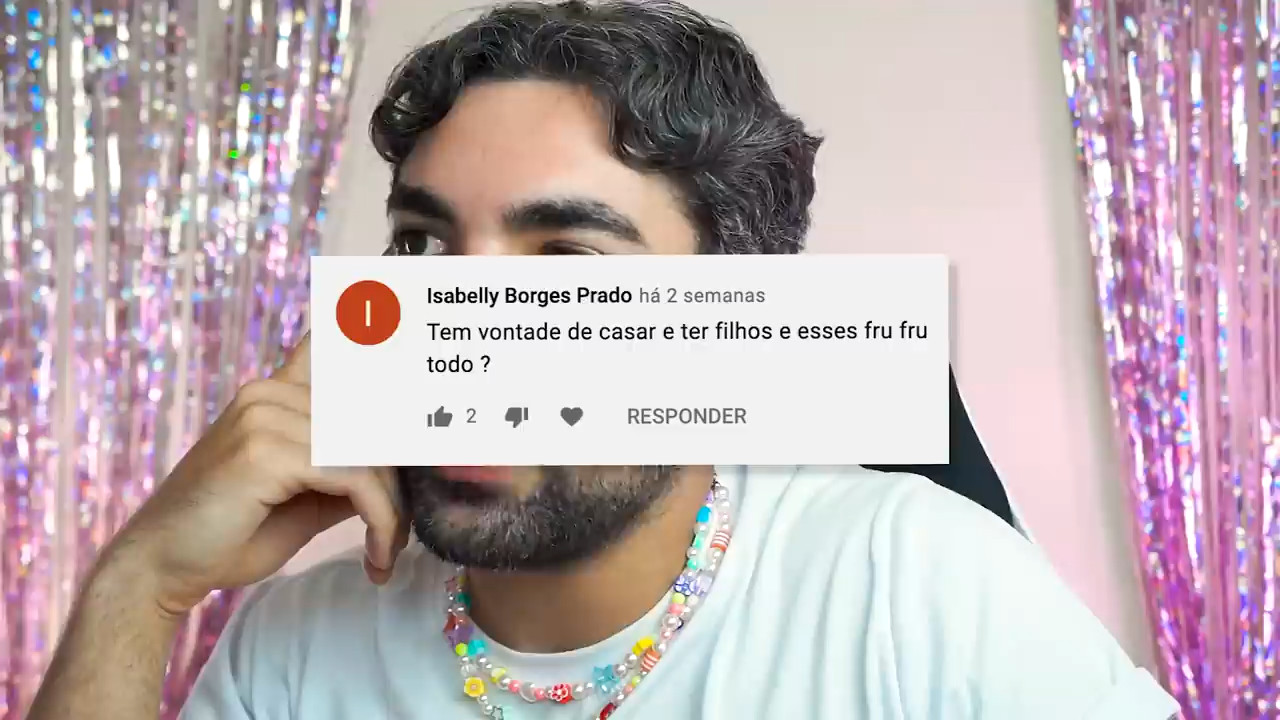 I
Isabelly Borges Prado há 2 semanas
Tem vontade de casar e ter filhos e esses fru fru
todo ?
2 RESPONDER